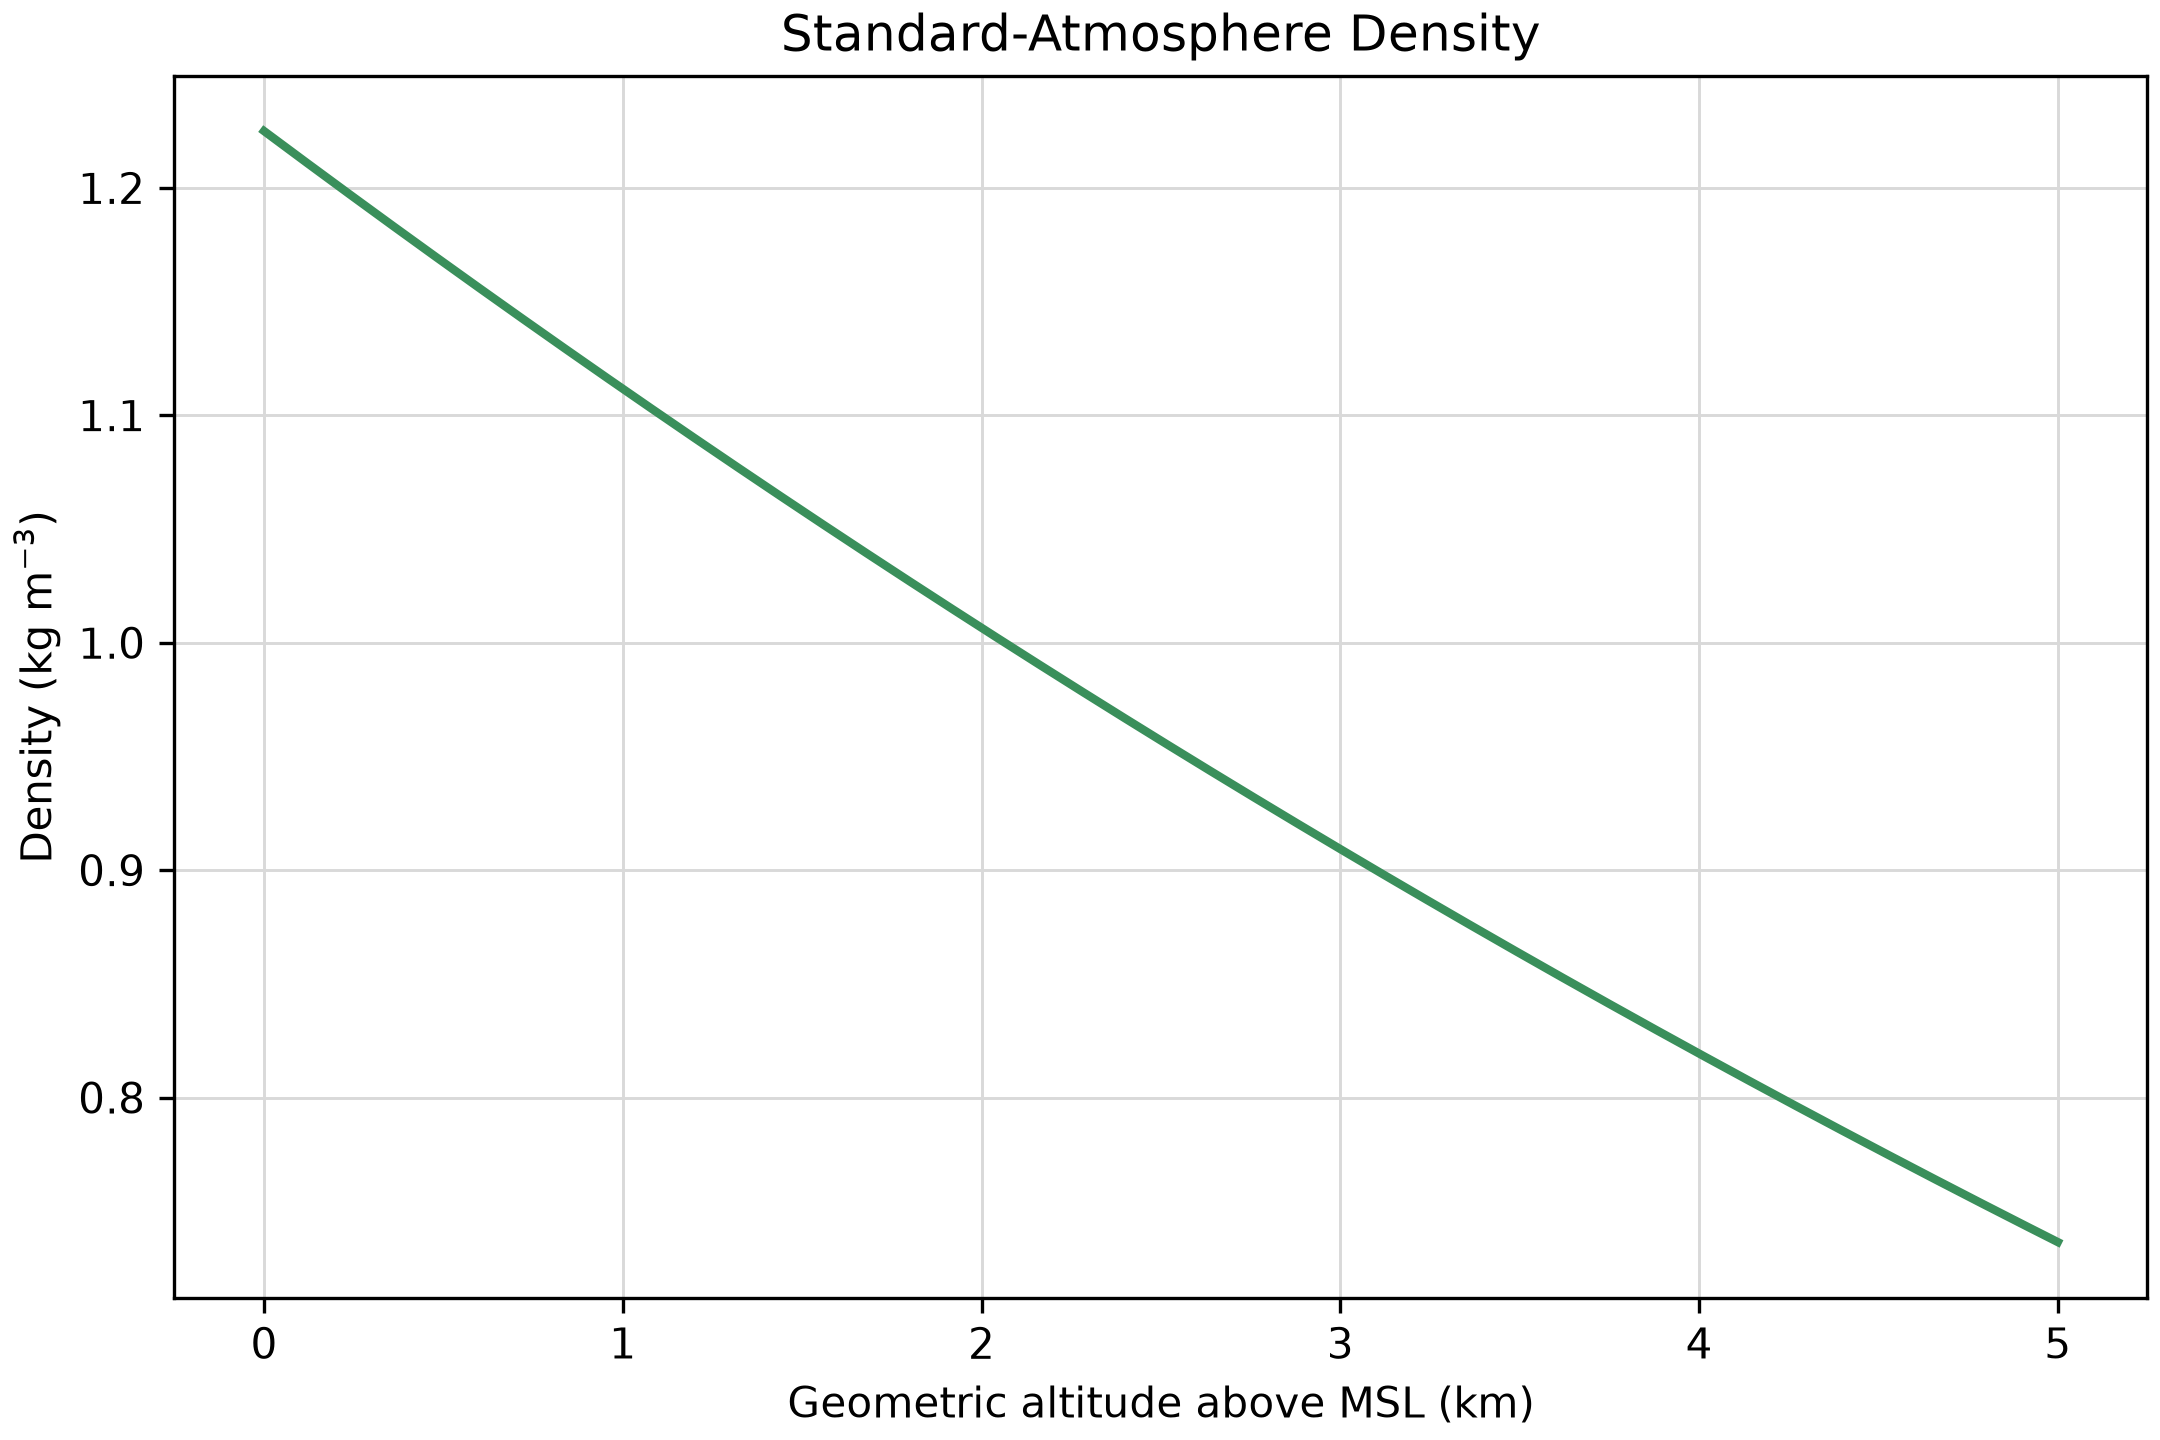 Standard-Atmosphere Density
Density (kg m⁻³)
1.2
1.1
1.0
0.9
0.8
0 1 2 3 4 5
Geometric altitude above MSL (km)